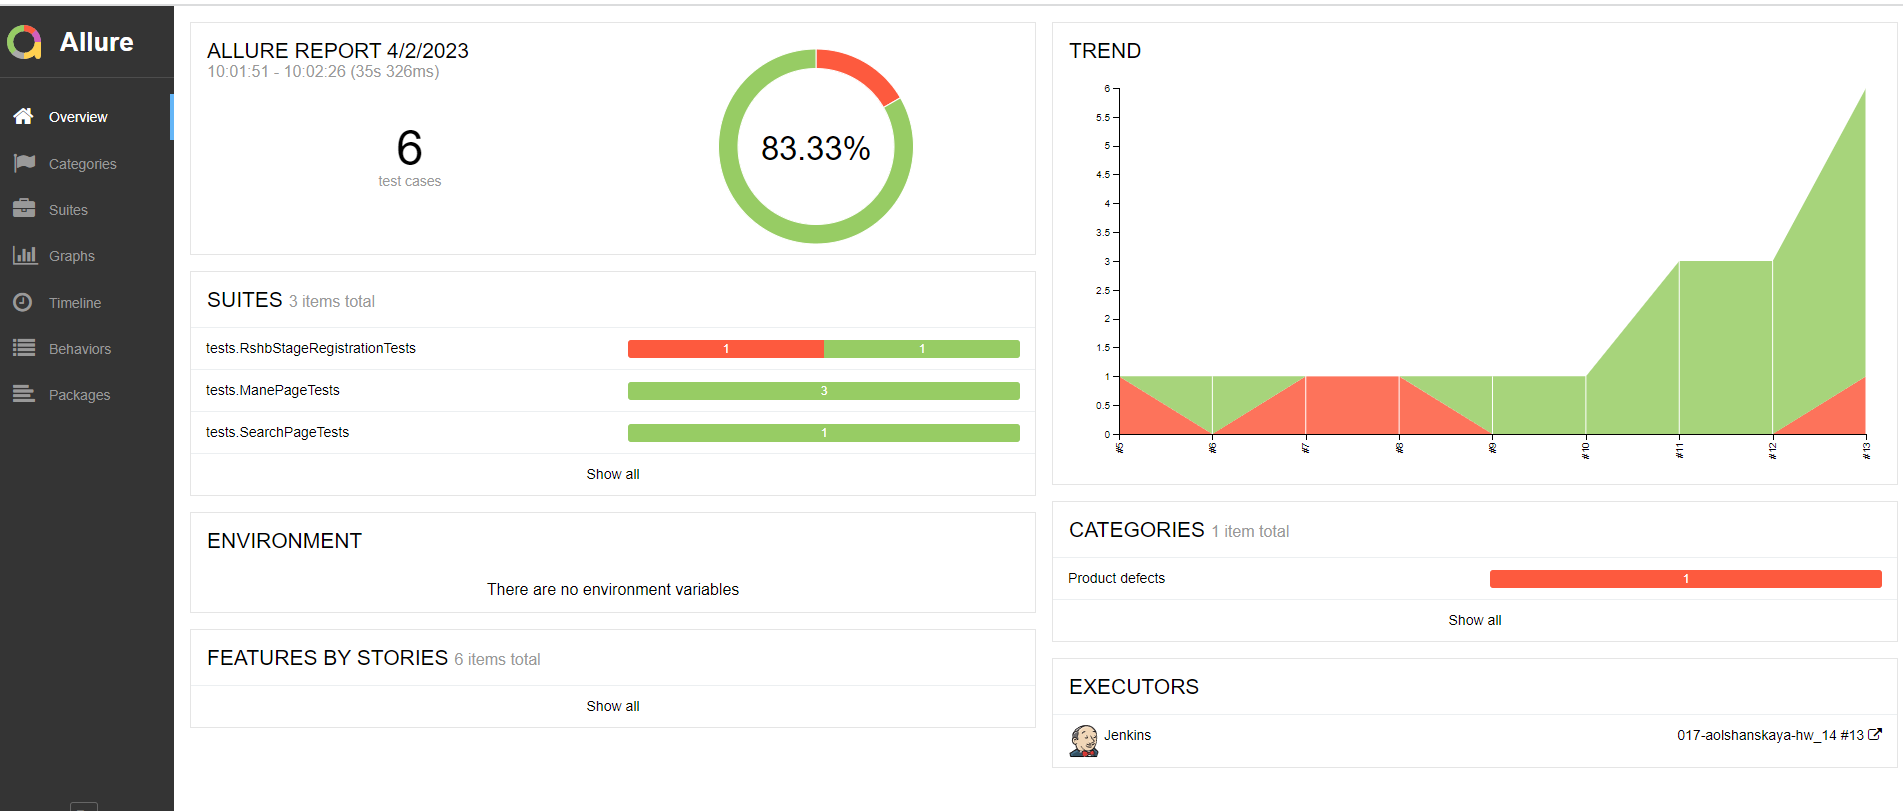 Allure
Overview
Categories
Suites
Graphs
Timeline
Behaviors
Packages
ALLURE REPORT 4/2/2023
10:01:51 - 10:02:26 (35s 326ms)
6
test cases
83.33%
SUITES 3 items total
tests.RshbStageRegistrationTests 1 1
tests.ManePageTests 3
tests.SearchPageTests 1
Show all
ENVIRONMENT
There are no environment variables
FEATURES BY STORIES 6 items total
Show all
TREND
6
5.5
5
4.5
4
3.5
3
2.5
2
1.5
1
0.5
0
#5 #6 #7 #8 #9 #10 #11 #12 #13
CATEGORIES 1 item total
Product defects 1
Show all
EXECUTORS
Jenkins 017-aolshanskaya-hw_14 #13